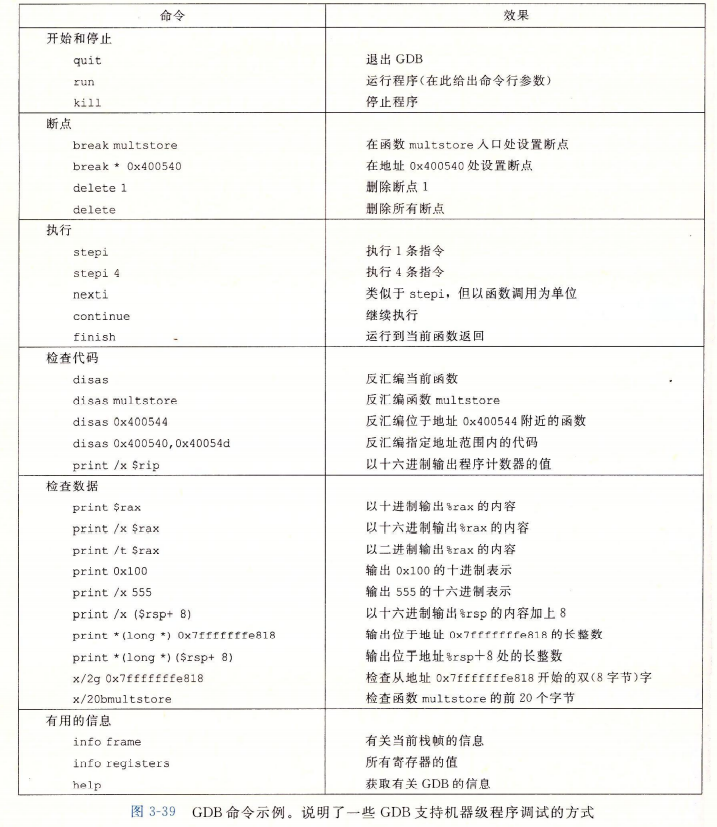 命令 效果
开始和停止
quit 退出 GDB
run 运行程序(在此给出命令行参数)
kill 停止程序
断点
break multstore 在函数 multstore 入口处设置断点
break * 0x400540 在地址 0x400540 处设置断点
delete 1 删除断点 1
delete 删除所有断点
执行
stepi 执行 1 条指令
stepi 4 执行 4 条指令
nexti 类似于 stepi，但以函数调用为单位
continue 继续执行
finish 运行到当前函数返回
检查代码
disas 反汇编当前函数
disas multstore 反汇编函数 multstore
disas 0x400544 反汇编位于地址 0x400544 附近的函数
disas 0x400540,0x40054d 反汇编指定地址范围内的代码
print /x $rip 以十六进制输出程序计数器的值
检查数据
print $rax 以十进制输出%rax 的内容
print /x $rax 以十六进制输出%rax 的内容
print /t $rax 以二进制输出%rax 的内容
print 0x100 输出 0x100 的十进制表示
print /x 555 输出 555 的十六进制表示
print /x ($rsp+ 8) 以十六进制输出%rsp 的内容加上 8
print *(long *) 0x7fffffffe818 输出位于地址 0x7fffffffe818 的长整数
print *(long *)($rsp+ 8) 输出位于地址%rsp+8 处的长整数
x/2g 0x7fffffffe818 检查从地址 0x7fffffffe818 开始的双(8 字节)字
x/20bmultstore 检查函数 multstore 的前 20 个字节
有用的信息
info frame 有关当前栈帧的信息
info registers 所有寄存器的值
help 获取有关 GDB 的信息
图 3-39 GDB 命令示例。说明了一些 GDB 支持机器级程序调试的方式